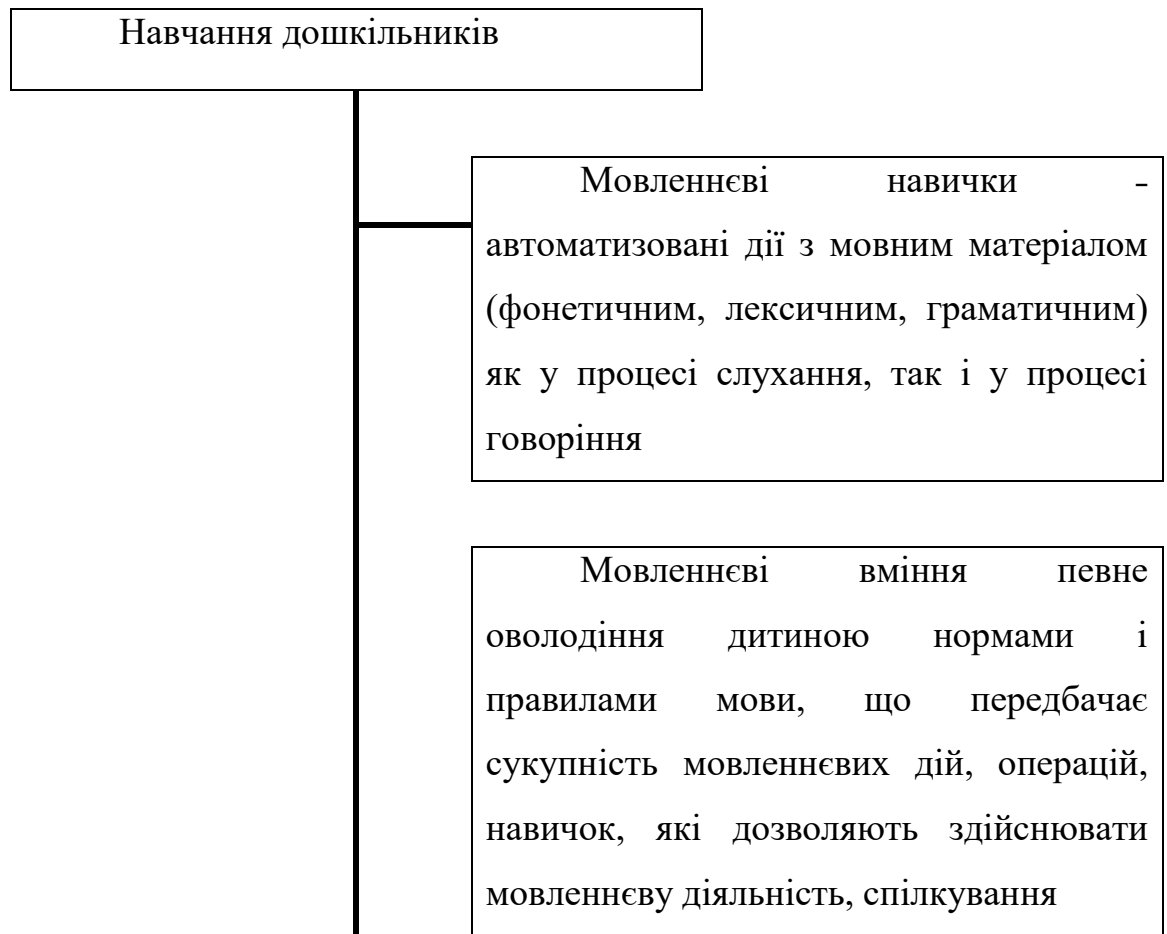 Навчання дошкільників
Мовленнєві навички -
автоматизовані дії з мовним матеріалом
(фонетичним, лексичним, граматичним)
як у процесі слухання, так і у процесі
говоріння
Мовленнєві вміння певне
оволодіння дитиною нормами і
правилами мови, що передбачає
сукупність мовленнєвих дій, операцій,
навичок, які дозволяють здійснювати
мовленнєву діяльність, спілкування